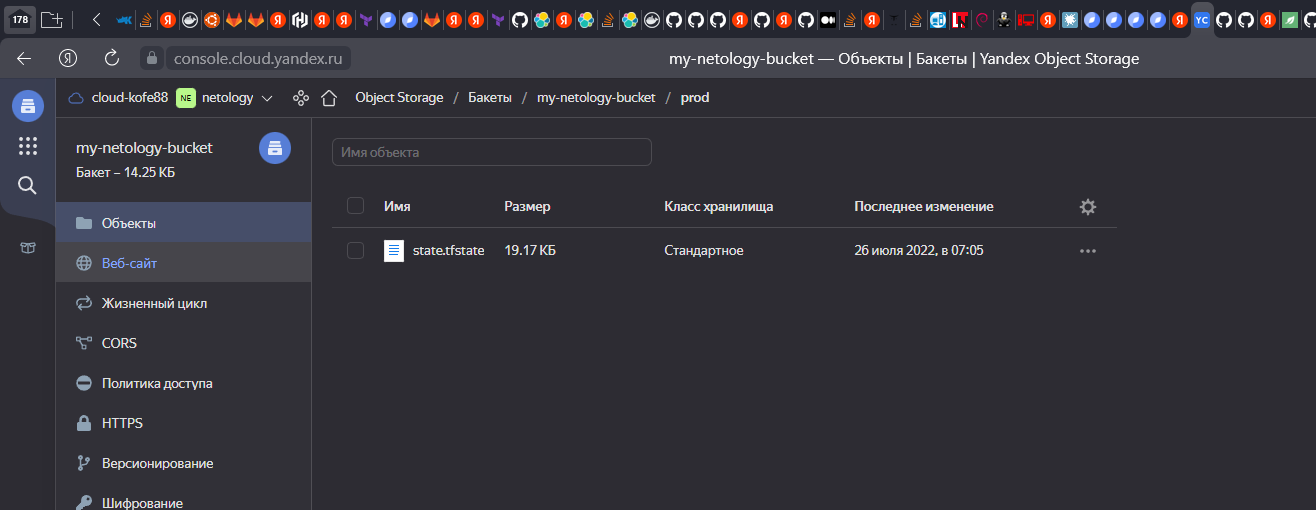 178
YC
console.cloud.yandex.ru
my-netology-bucket — Объекты | Бакеты | Yandex Object Storage
cloud-kofe88 NE netology Object Storage / Бакеты / my-netology-bucket / prod
my-netology-bucket
Бакет – 14.25 КБ
Объекты
Веб-сайт
Жизненный цикл
CORS
Политика доступа
HTTPS
Версионирование
Шифрование
Имя объекта
Имя Размер Класс хранилища Последнее изменение
state.tfstate 19.17 КБ Стандартное 26 июля 2022, в 07:05